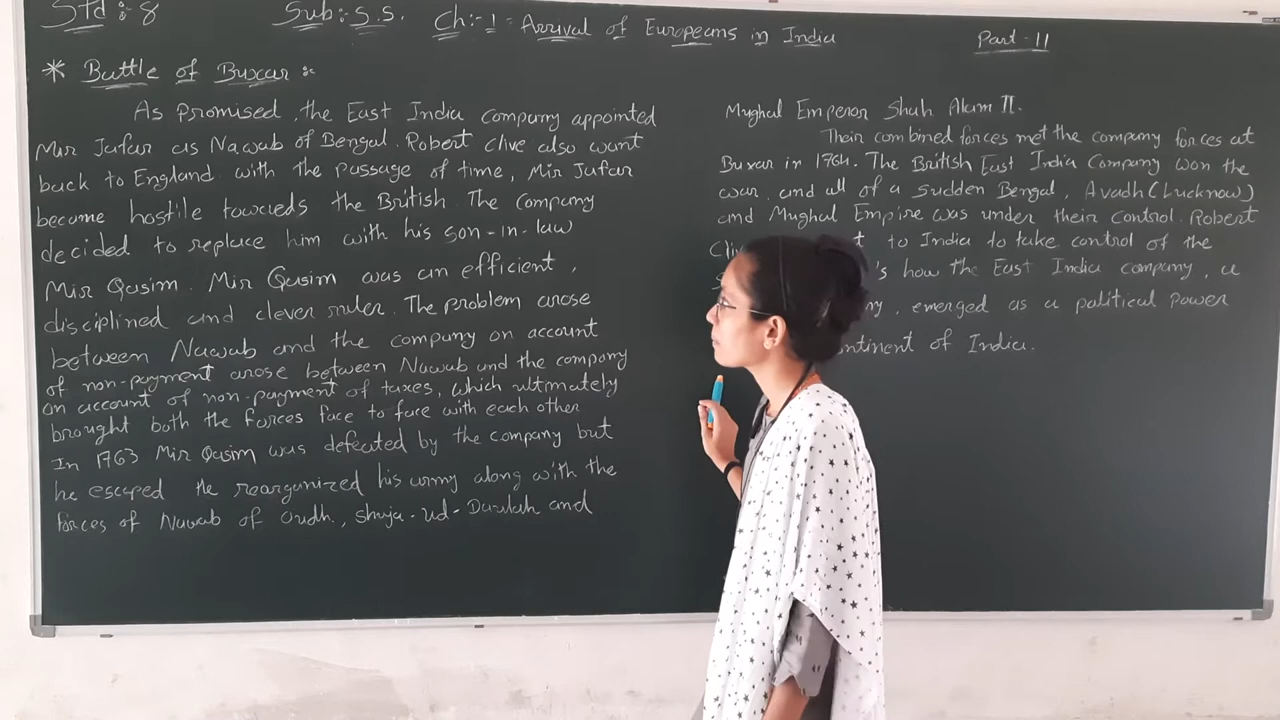 Std :- 8
Sub:- S.S.
Ch:- 1 : Arrival of Europeans in India
Part - 11
* Battle of Buxar :-
As Promised, the East India Company appointed
Mir Jafar as Nawab of Bengal. Robert Clive also want
back to England with the passage of time, Mir Jafar
became hostile towards the British. The Company
decided to replace him with his son-in-law
Mir Qasim. Mir Qasim was an efficient,
disciplined and clever ruler. The problem arose
between Nawab and the company on account
of non-payment arose between Nawab and the company
on account of non-payment of taxes, which ultimately
brought both the forces face to face with each other
In 1763 Mir Qasim was defeated by the company but
he escaped He reorganized his army along with the
forces of Nawab of Oudh, Shuja-ud-Daulah and
Mughal Emperor Shah Alam II.
Their combined forces met the company forces at
Buxar in 1764. The British East India Company won the
war and all of a sudden Bengal, Avadh (Lucknow)
and Mughal Empire was under their control. Robert
to India to take control of the
's how the East India company, a
emerged as a political power
of India.